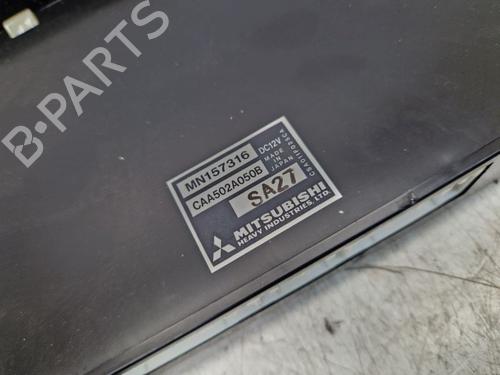 B-PARTS
MN157316
CAA502A050B
DC12V
MADE IN
JAPAN
SA27
MITSUBISHI
HEAVY INDUSTRIES, LTD.